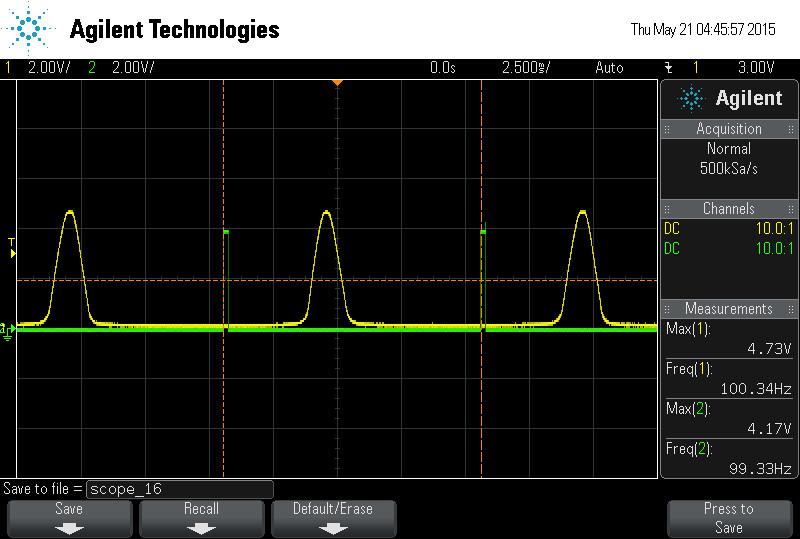 Agilent Technologies
Thu May 21 04:45:57 2015
1 2.00V/ 2 2.00V/ 0.0s 2.500ms/ Auto 1 3.00V
Agilent
Acquisition
Normal
500kSa/s
Channels
DC 10.0:1
DC 10.0:1
Measurements
Max(1):
4.73V
Freq(1):
100.34Hz
Max(2):
4.17V
Freq(2):
99.33Hz
T
2
Save to file = scope_16
Save
Recall
Default/Erase
Press to
Save